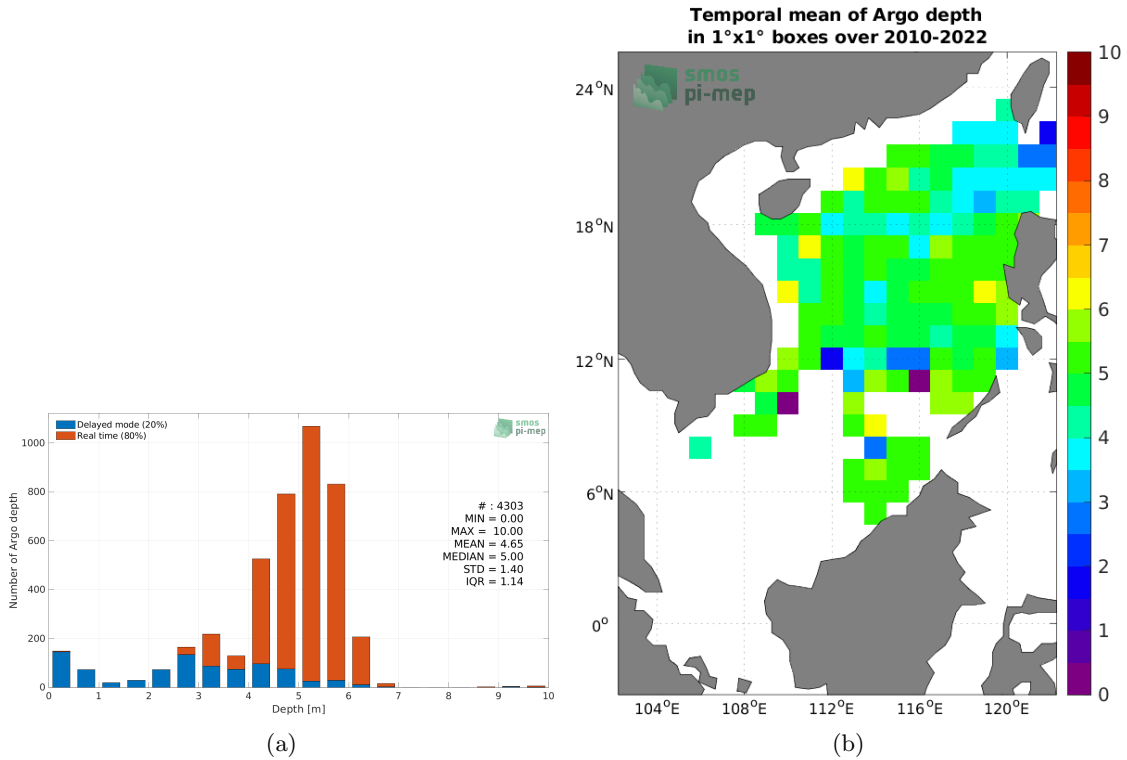 Delayed mode (20%)
Real time (80%)
smos
pi-mep
# : 4303
MIN = 0.00
MAX = 10.00
MEAN = 4.65
MEDIAN = 5.00
STD = 1.40
IQR = 1.14
Number of Argo depth
1000
800
600
400
200
0
0 1 2 3 4 5 6 7 8 9 10
Depth [m]
(a)
Temporal mean of Argo depth
in 1°x1° boxes over 2010-2022
smos
pi-mep
24°N
18°N
12°N
6°N
0°
104°E 108°E 112°E 116°E 120°E
10
9
8
7
6
5
4
3
2
1
0
(b)